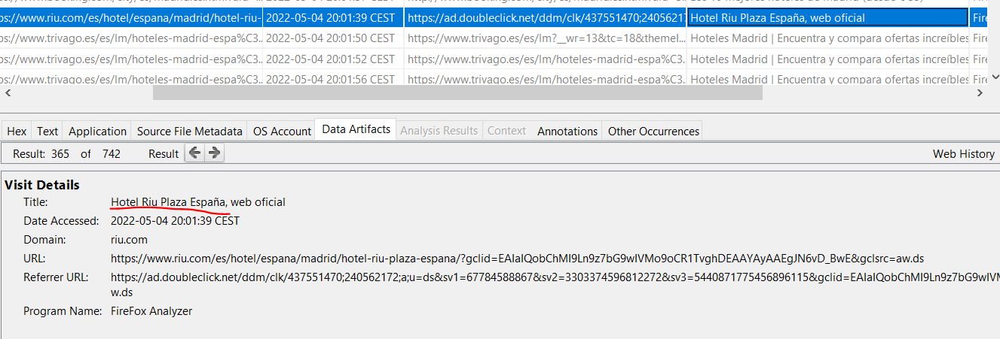 s://www.riu.com/es/hotel/espana/madrid/hotel-riu-... 2022-05-04 20:01:39 CEST https://ad.doubleclick.net/ddm/clk/437551470;24056217... Hotel Riu Plaza España, web oficial Fire
s://www.trivago.es/es/lm/hoteles-madrid-espa%C3... 2022-05-04 20:01:50 CEST https://www.trivago.es/es/lm?__wr=13&tc=18&themel... Hoteles Madrid | Encuentra y compara ofertas increíbles Fire
s://www.trivago.es/es/lm/hoteles-madrid-espa%C3... 2022-05-04 20:01:52 CEST https://www.trivago.es/es/lm/hoteles-madrid-espa%C3... Hoteles Madrid | Encuentra y compara ofertas increíbles Fire
s://www.trivago.es/es/lm/hoteles-madrid-espa%C3... 2022-05-04 20:01:56 CEST https://www.trivago.es/es/lm/hoteles-madrid-espa%C3... Hoteles Madrid | Encuentra y compara ofertas increíbles Fire
Hex Text Application Source File Metadata OS Account Data Artifacts Analysis Results Context Annotations Other Occurrences
Result: 365 of 742 Result Web History
Visit Details
Title: Hotel Riu Plaza España, web oficial
Date Accessed: 2022-05-04 20:01:39 CEST
Domain: riu.com
URL: https://www.riu.com/es/hotel/espana/madrid/hotel-riu-plaza-espana/?gclid=EAIaIQobChMI9Ln9z7bG9wIVMo9oCR1TvghDEAAYAyAAEgJN6vD_BwE&gclsrc=aw.ds
Referrer URL: https://ad.doubleclick.net/ddm/clk/437551470;240562172;a;u=ds&sv1=67784588867&sv2=3303374596812272&sv3=5440871775456896115&gclid=EAIaIQobChMI9Ln9z7bG9wIVM
w.ds
Program Name: FireFox Analyzer